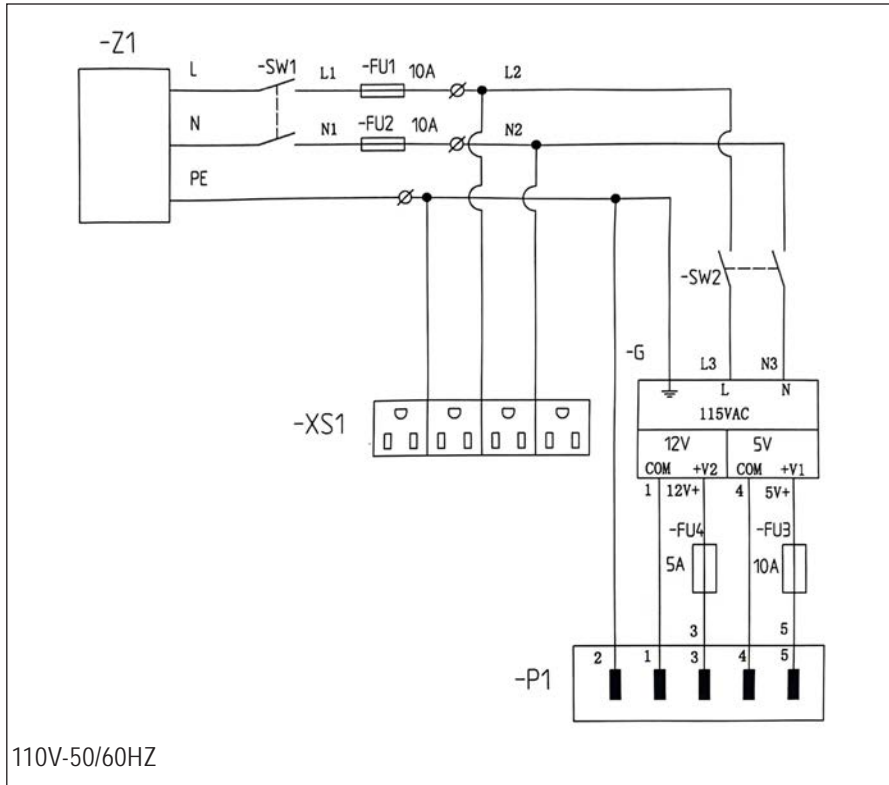 -Z1
L -SW1 L1 -FU1 10A L2
N N1 -FU2 10A N2
PE
-SW2
-G L3 N3
L N
-XS1 115VAC
12V 5V
COM +V2 COM +V1
1 12V+ 4 5V+
-FU4 -FU3
5A 10A
3 5
2 1 3 4 5
-P1
110V-50/60HZ